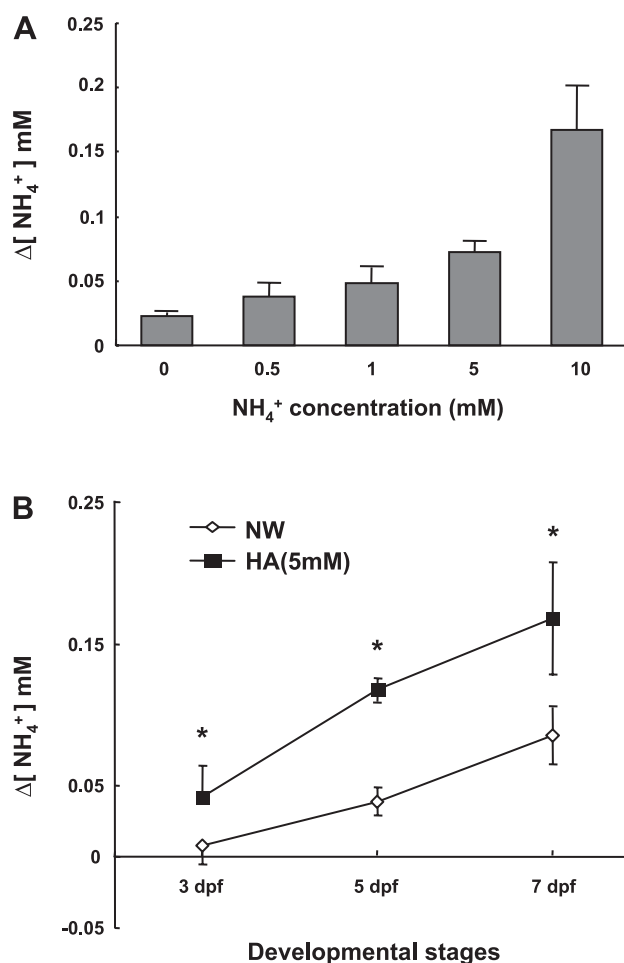 A
0.25
0.2
0.15
0.1
0.05
0
Δ[ NH₄⁺ ] mM
0 0.5 1 5 10
NH₄⁺ concentration (mM)
B
0.25
0.15
0.05
0
-0.05
Δ[ NH₄⁺ ] mM
NW
HA(5mM)
*
*
*
3 dpf 5 dpf 7 dpf
Developmental stages